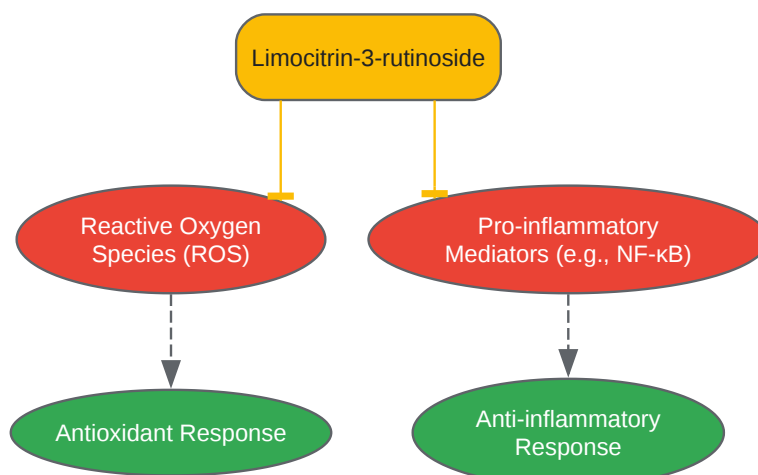 Limocitrin-3-rutinoside
Reactive Oxygen
Species (ROS)
Pro-inflammatory
Mediators (e.g., NF-κB)
Antioxidant Response
Anti-inflammatory
Response